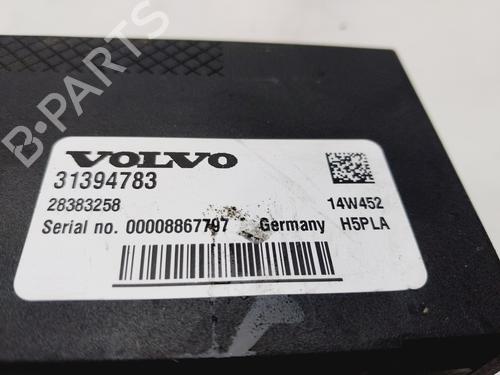 B-PARTS
VOLVO
31394783
28383258
14W452
Serial no. 00008867797 Germany H5PLA